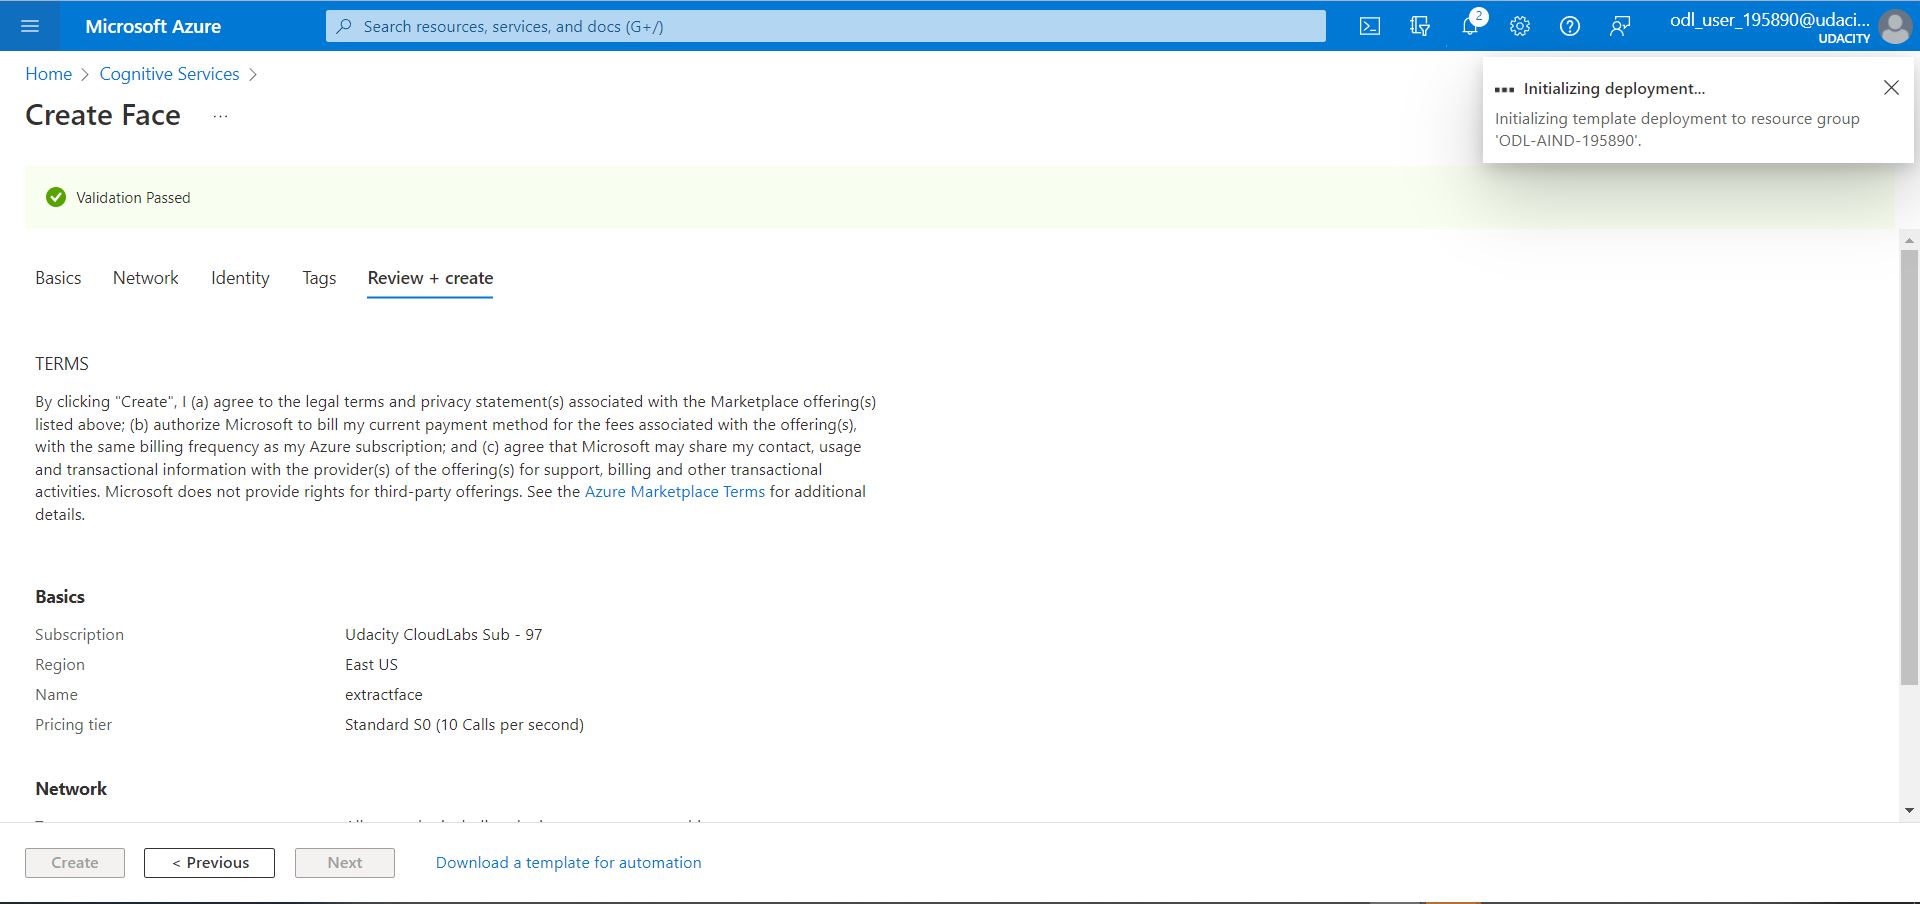 Microsoft Azure
Search resources, services, and docs (G+/)
2
odl_user_195890@udaci...
UDACITY
Home > Cognitive Services >
Create Face ...
Initializing deployment...
Initializing template deployment to resource group
'ODL-AIND-195890'.
Validation Passed
Basics Network Identity Tags Review + create
TERMS
By clicking "Create", I (a) agree to the legal terms and privacy statement(s) associated with the Marketplace offering(s)
listed above; (b) authorize Microsoft to bill my current payment method for the fees associated with the offering(s),
with the same billing frequency as my Azure subscription; and (c) agree that Microsoft may share my contact, usage
and transactional information with the provider(s) of the offering(s) for support, billing and other transactional
activities. Microsoft does not provide rights for third-party offerings. See the Azure Marketplace Terms for additional
details.
Basics
Subscription Udacity CloudLabs Sub - 97
Region East US
Name extractface
Pricing tier Standard S0 (10 Calls per second)
Network
Create < Previous Next Download a template for automation